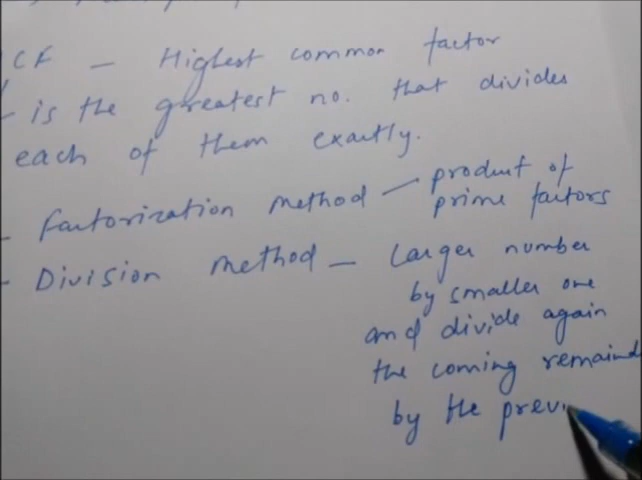 CF — Highest common factor
- is the greatest no. that divides
each of them exactly.
- Factorization method — product of
prime factors
- Division method — Larger number
by smaller one
and divide again
the coming remaind
by the previ